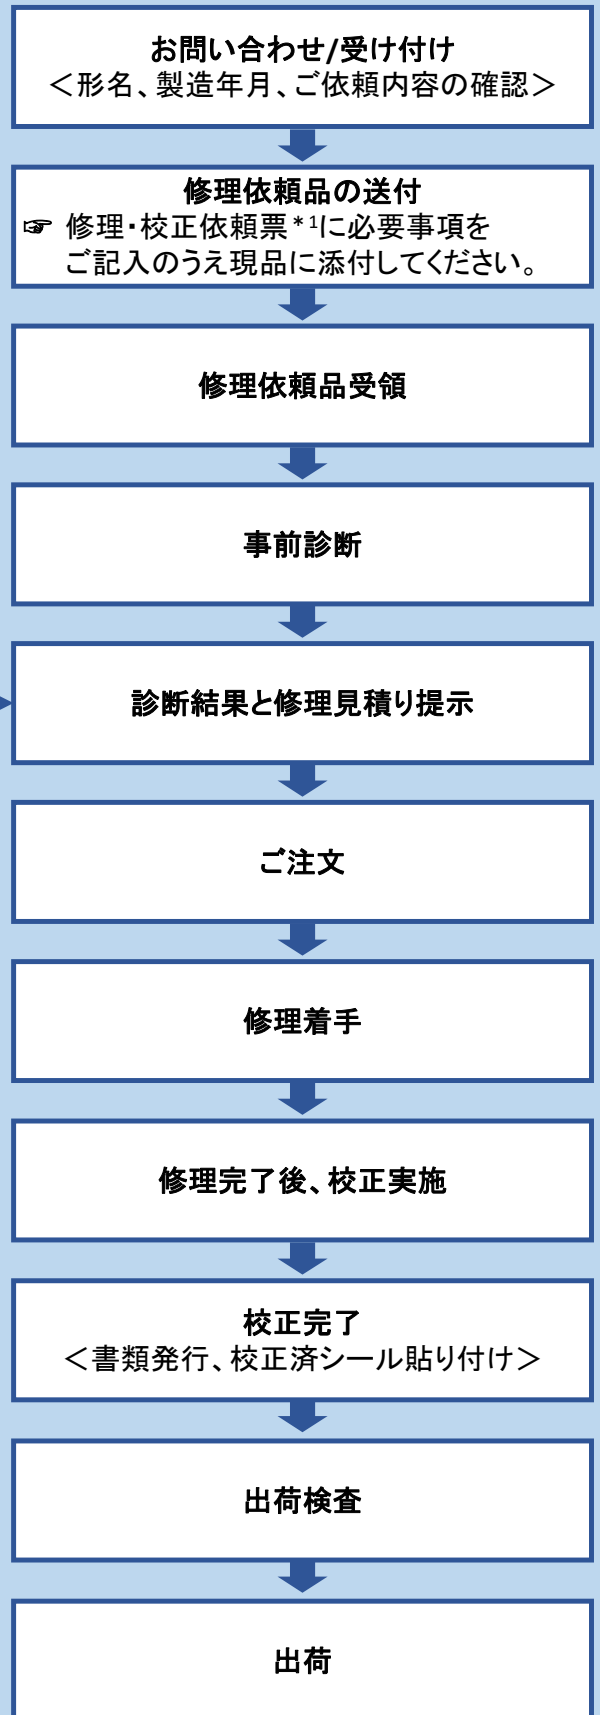 お問い合わせ/受け付け
＜形名、製造年月、ご依頼内容の確認＞
修理依頼品の送付
☞ 修理・校正依頼票*1に必要事項を
ご記入のうえ現品に添付してください。
修理依頼品受領
事前診断
診断結果と修理見積り提示
ご注文
修理着手
修理完了後、校正実施
校正完了
＜書類発行、校正済シール貼り付け＞
出荷検査
出荷